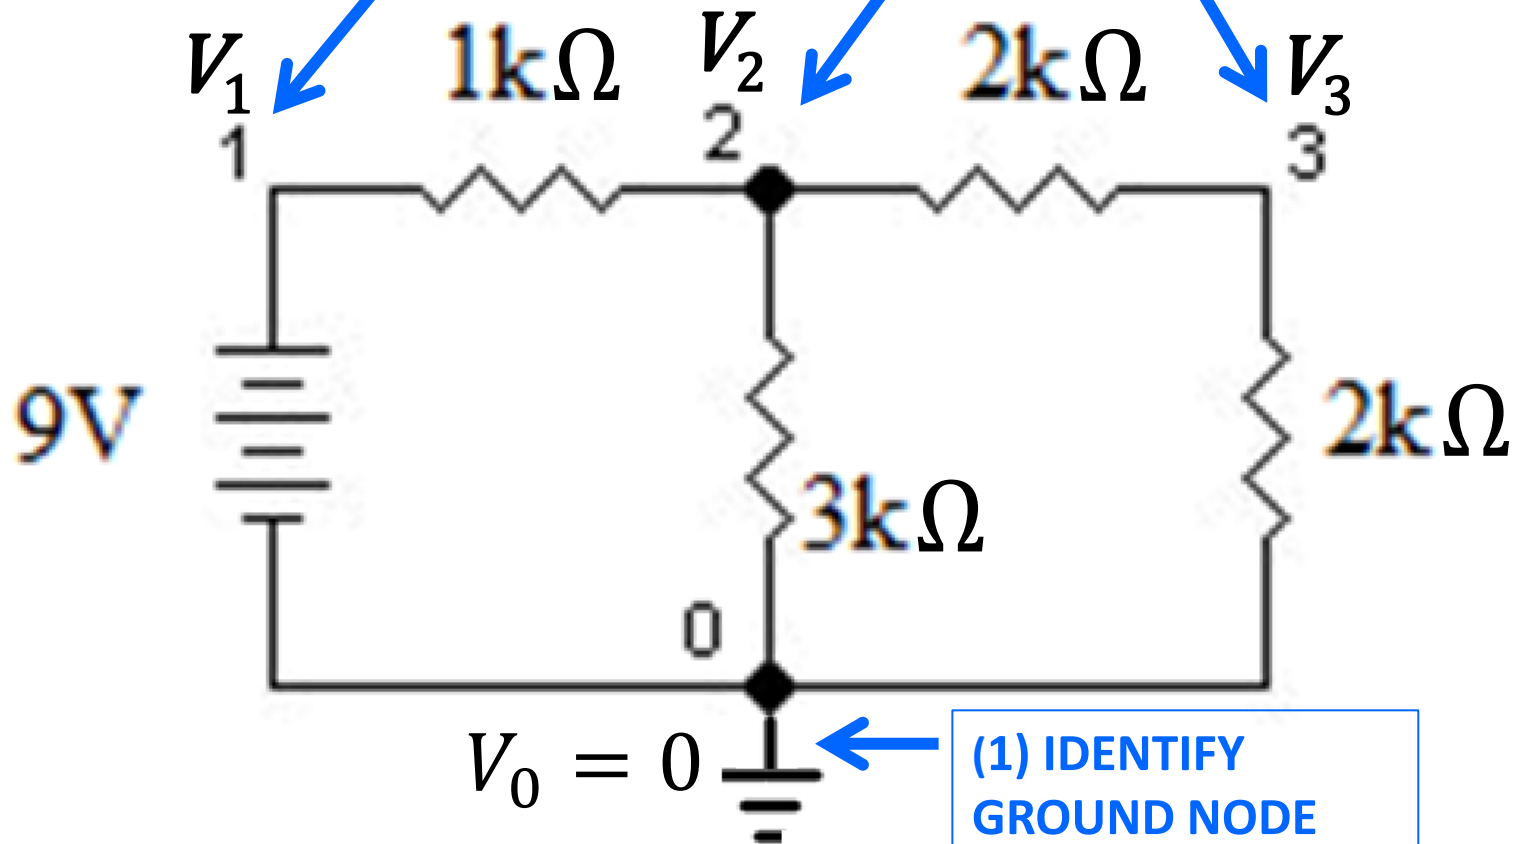 V₁
1kΩ
V₂
2kΩ
V₃
1
2
3
9V
3kΩ
2kΩ
0
V₀ = 0
(1) IDENTIFY
GROUND NODE